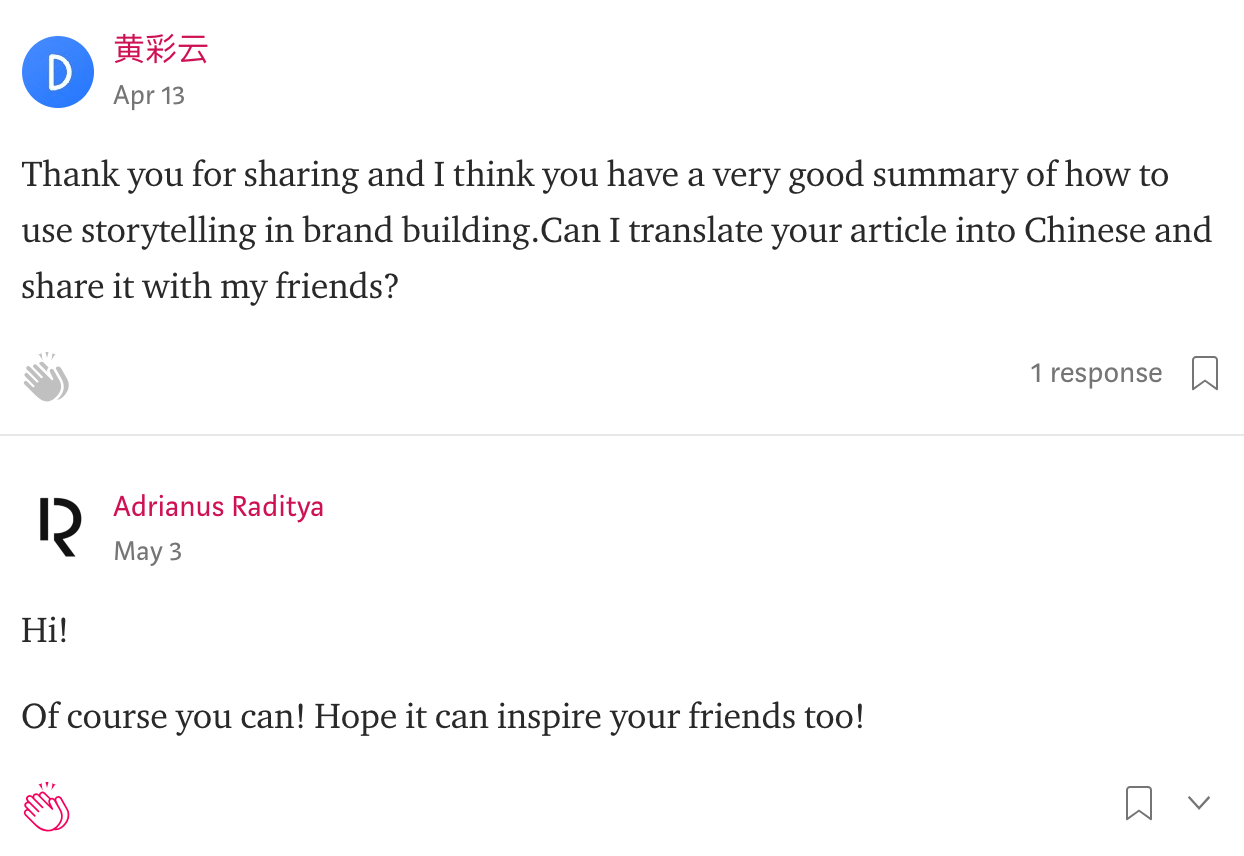 D
黄彩云
Apr 13
Thank you for sharing and I think you have a very good summary of how to
use storytelling in brand building.Can I translate your article into Chinese and
share it with my friends?
1 response
R
Adrianus Raditya
May 3
Hi!
Of course you can! Hope it can inspire your friends too!